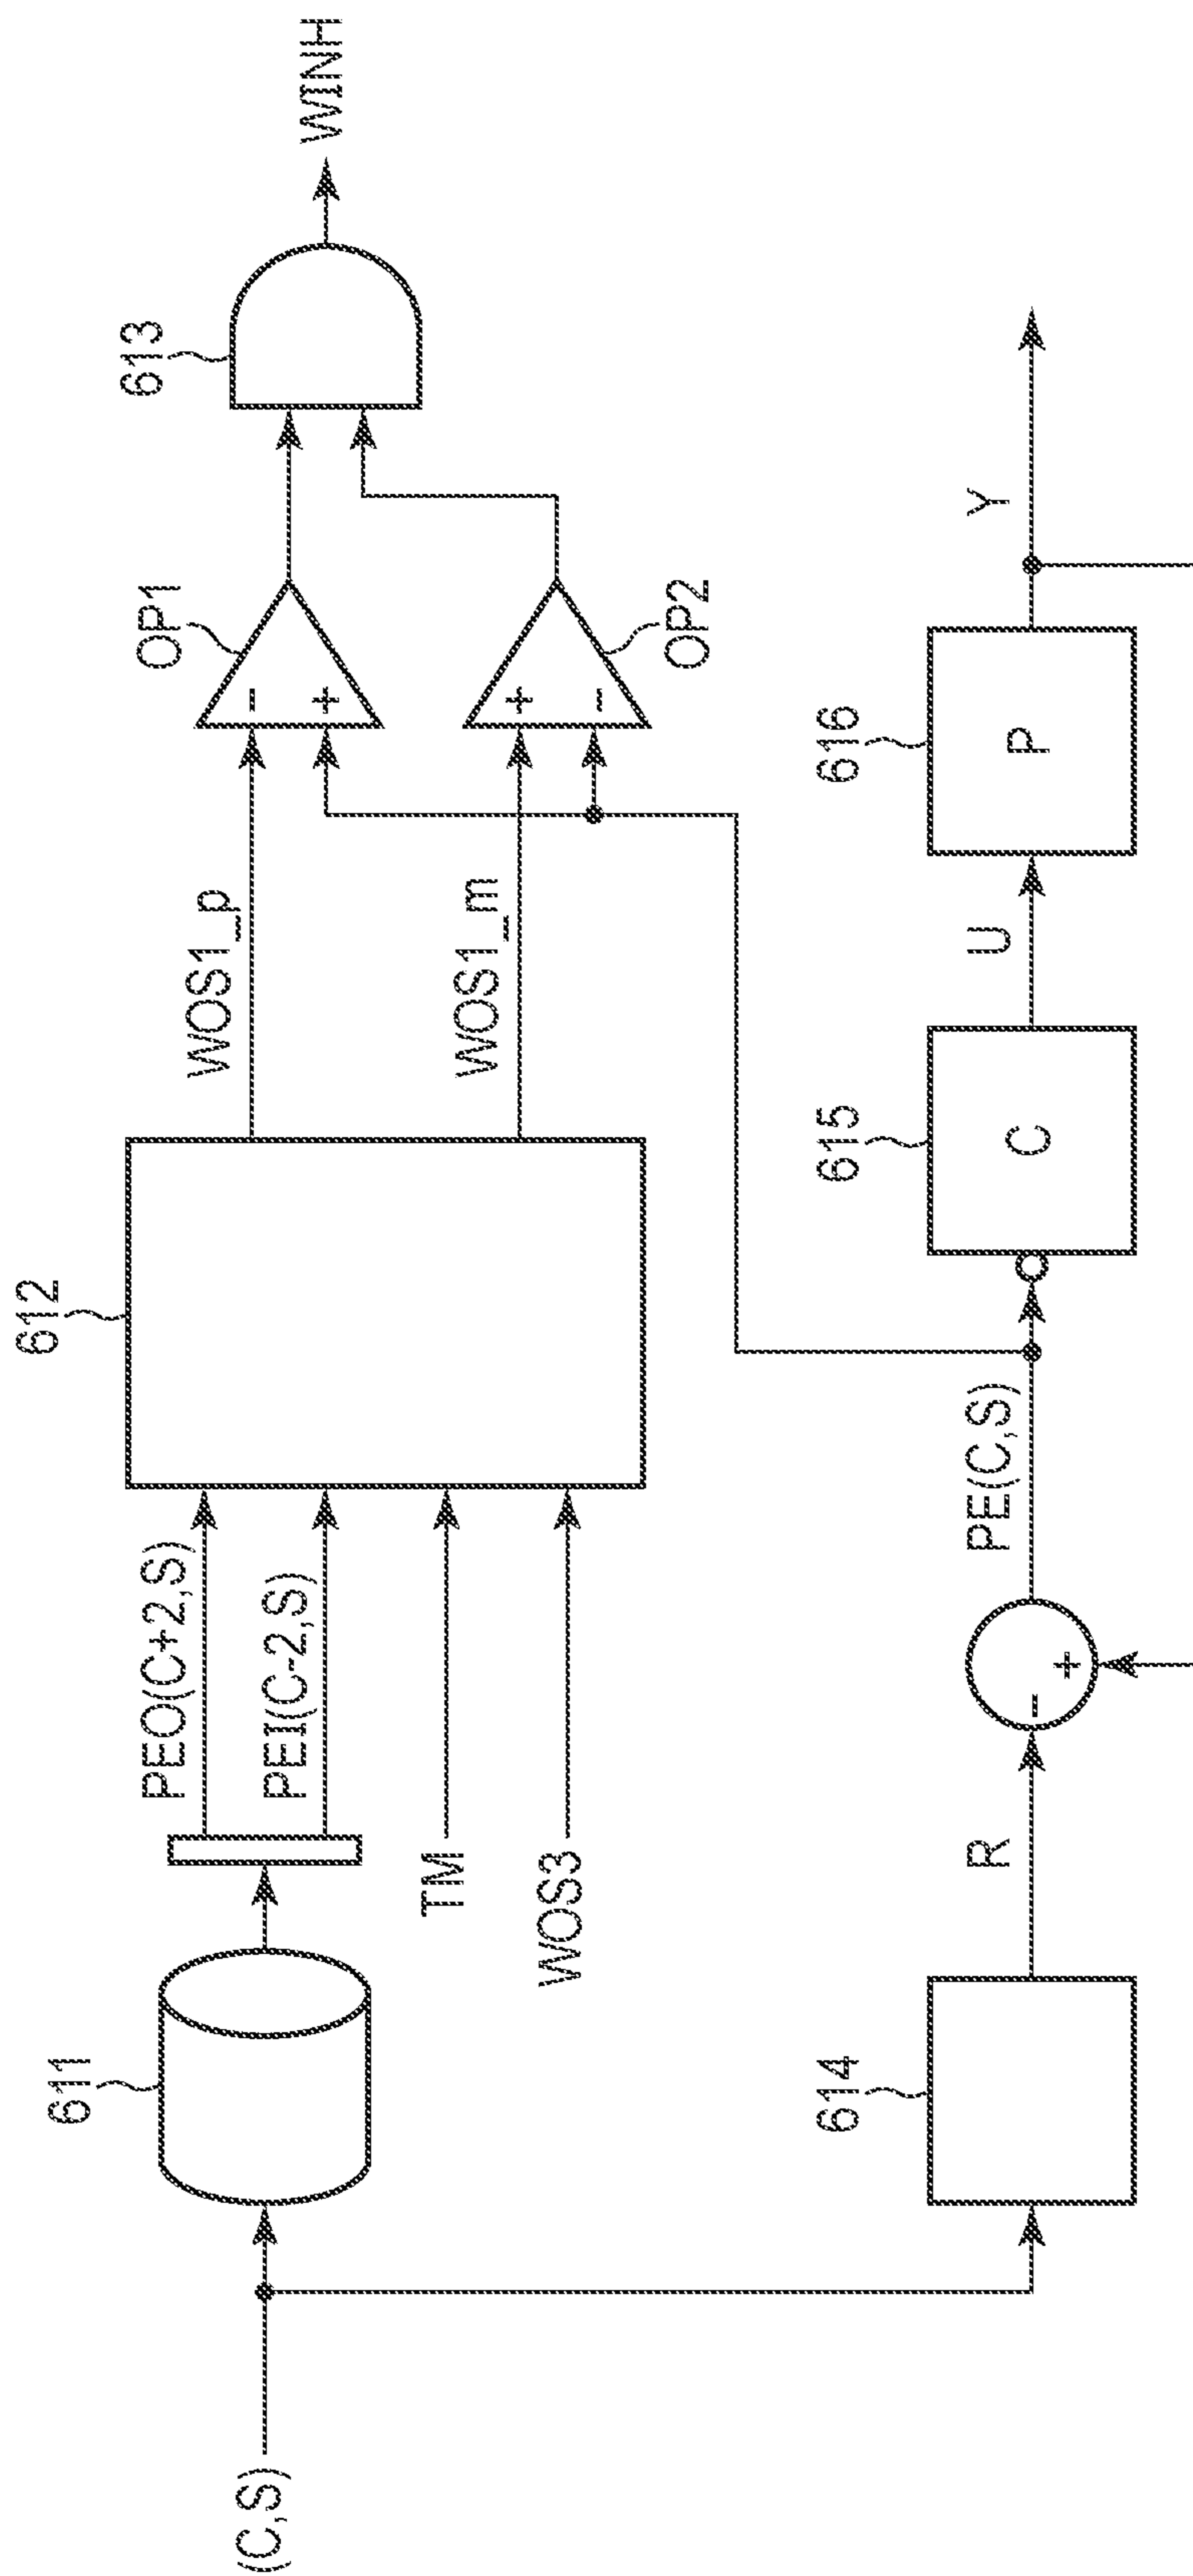 (C,S)
611
PEO(C+2,S)
PEI(C-2,S)
TM
WOS3
612
WOS1_p
WOS1_m
OP1
-
+
OP2
+
-
613
WINH
614
R
-
+
PE(C,S)
615
C
U
616
P
Y